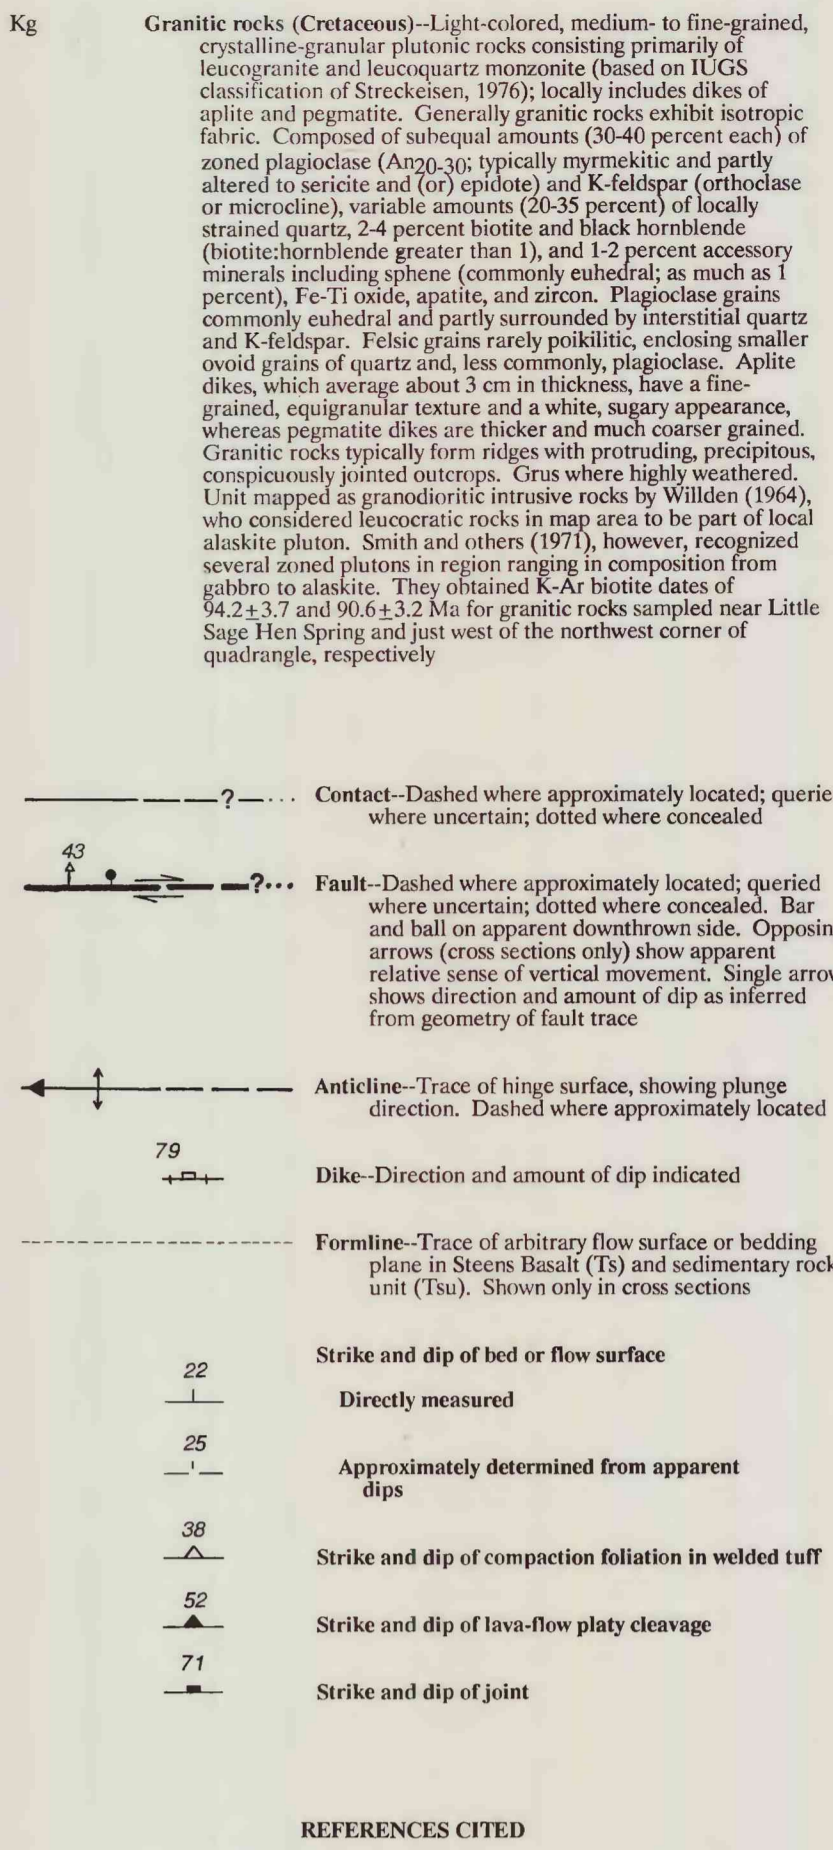 Kg Granitic rocks (Cretaceous)--Light-colored, medium- to fine-grained,
crystalline-granular plutonic rocks consisting primarily of
leucogranite and leucoquartz monzonite (based on IUGS
classification of Streckeisen, 1976); locally includes dikes of
aplite and pegmatite. Generally granitic rocks exhibit isotropic
fabric. Composed of subequal amounts (30-40 percent each) of
zoned plagioclase (An20-30; typically myrmekitic and partly
altered to sericite and (or) epidote) and K-feldspar (orthoclase
or microcline), variable amounts (20-35 percent) of locally
strained quartz, 2-4 percent biotite and black hornblende
(biotite:hornblende greater than 1), and 1-2 percent accessory
minerals including sphene (commonly euhedral; as much as 1
percent), Fe-Ti oxide, apatite, and zircon. Plagioclase grains
commonly euhedral and partly surrounded by interstitial quartz
and K-feldspar. Felsic grains rarely poikilitic, enclosing smaller
ovoid grains of quartz and, less commonly, plagioclase. Aplite
dikes, which average about 3 cm in thickness, have a fine-
grained, equigranular texture and a white, sugary appearance,
whereas pegmatite dikes are thicker and much coarser grained.
Granitic rocks typically form ridges with protruding, precipitous,
conspicuously jointed outcrops. Grus where highly weathered.
Unit mapped as granodioritic intrusive rocks by Willden (1964),
who considered leucocratic rocks in map area to be part of local
alaskite pluton. Smith and others (1971), however, recognized
several zoned plutons in region ranging in composition from
gabbro to alaskite. They obtained K-Ar biotite dates of
94.2±3.7 and 90.6±3.2 Ma for granitic rocks sampled near Little
Sage Hen Spring and just west of the northwest corner of
quadrangle, respectively
? Contact--Dashed where approximately located; querie
where uncertain; dotted where concealed
43
? Fault--Dashed where approximately located; queried
where uncertain; dotted where concealed. Bar
and ball on apparent downthrown side. Opposin
arrows (cross sections only) show apparent
relative sense of vertical movement. Single arrow
shows direction and amount of dip as inferred
from geometry of fault trace
Anticline--Trace of hinge surface, showing plunge
direction. Dashed where approximately located
79
Dike--Direction and amount of dip indicated
Formline--Trace of arbitrary flow surface or bedding
plane in Steens Basalt (Ts) and sedimentary rock
unit (Tsu). Shown only in cross sections
Strike and dip of bed or flow surface
22
Directly measured
25
Approximately determined from apparent
dips
38
Strike and dip of compaction foliation in welded tuff
52
Strike and dip of lava-flow platy cleavage
71
Strike and dip of joint
REFERENCES CITED